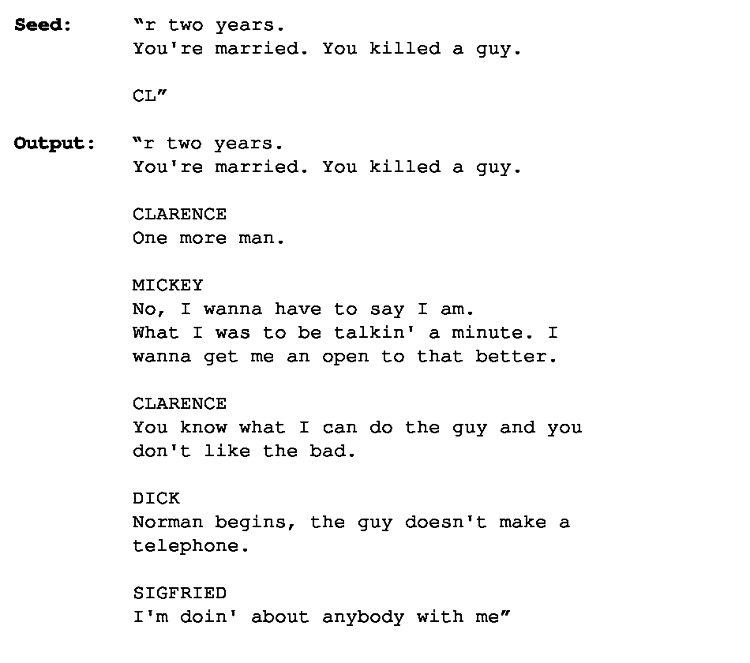 Seed: "r two years.
You're married. You killed a guy.
CL"
Output: "r two years.
You're married. You killed a guy.
CLARENCE
One more man.
MICKEY
No, I wanna have to say I am.
What I was to be talkin' a minute. I
wanna get me an open to that better.
CLARENCE
You know what I can do the guy and you
don't like the bad.
DICK
Norman begins, the guy doesn't make a
telephone.
SIGFRIED
I'm doin' about anybody with me"